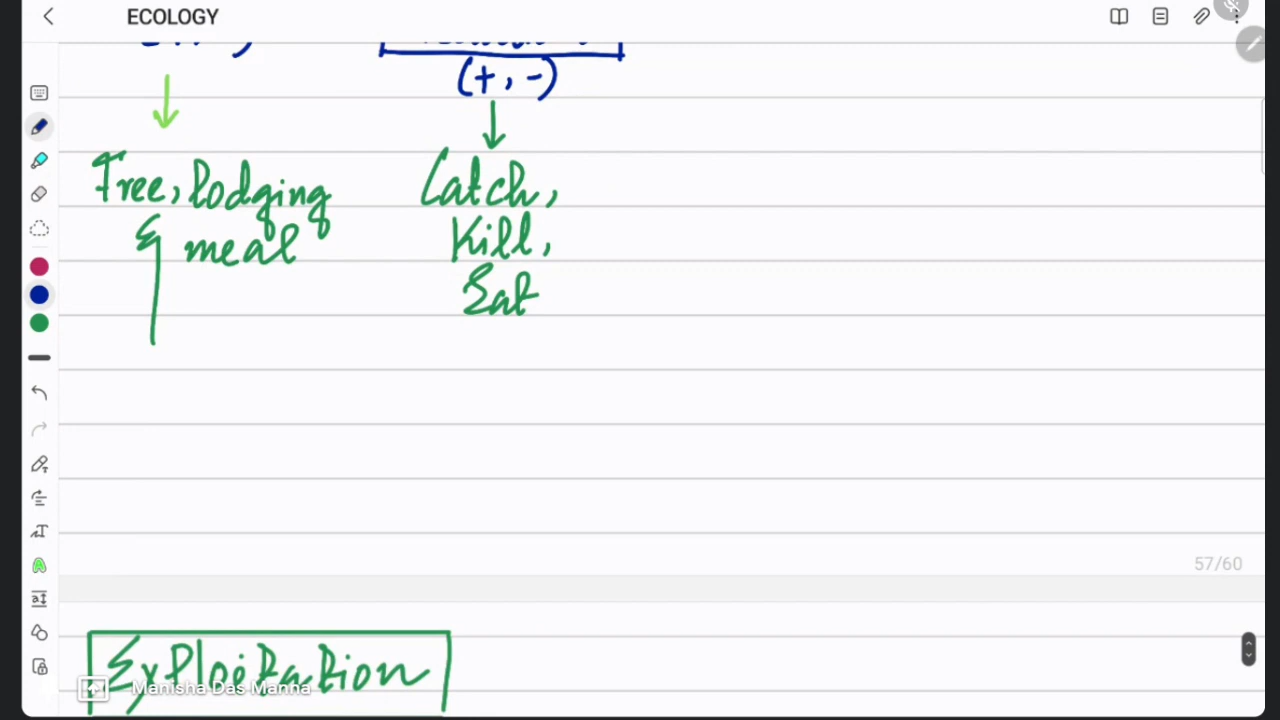 ECOLOGY
(+, -)
Free, lodging
& meal
Catch,
Kill,
Eat
57/60
Exploitation
Manisha Das Manna